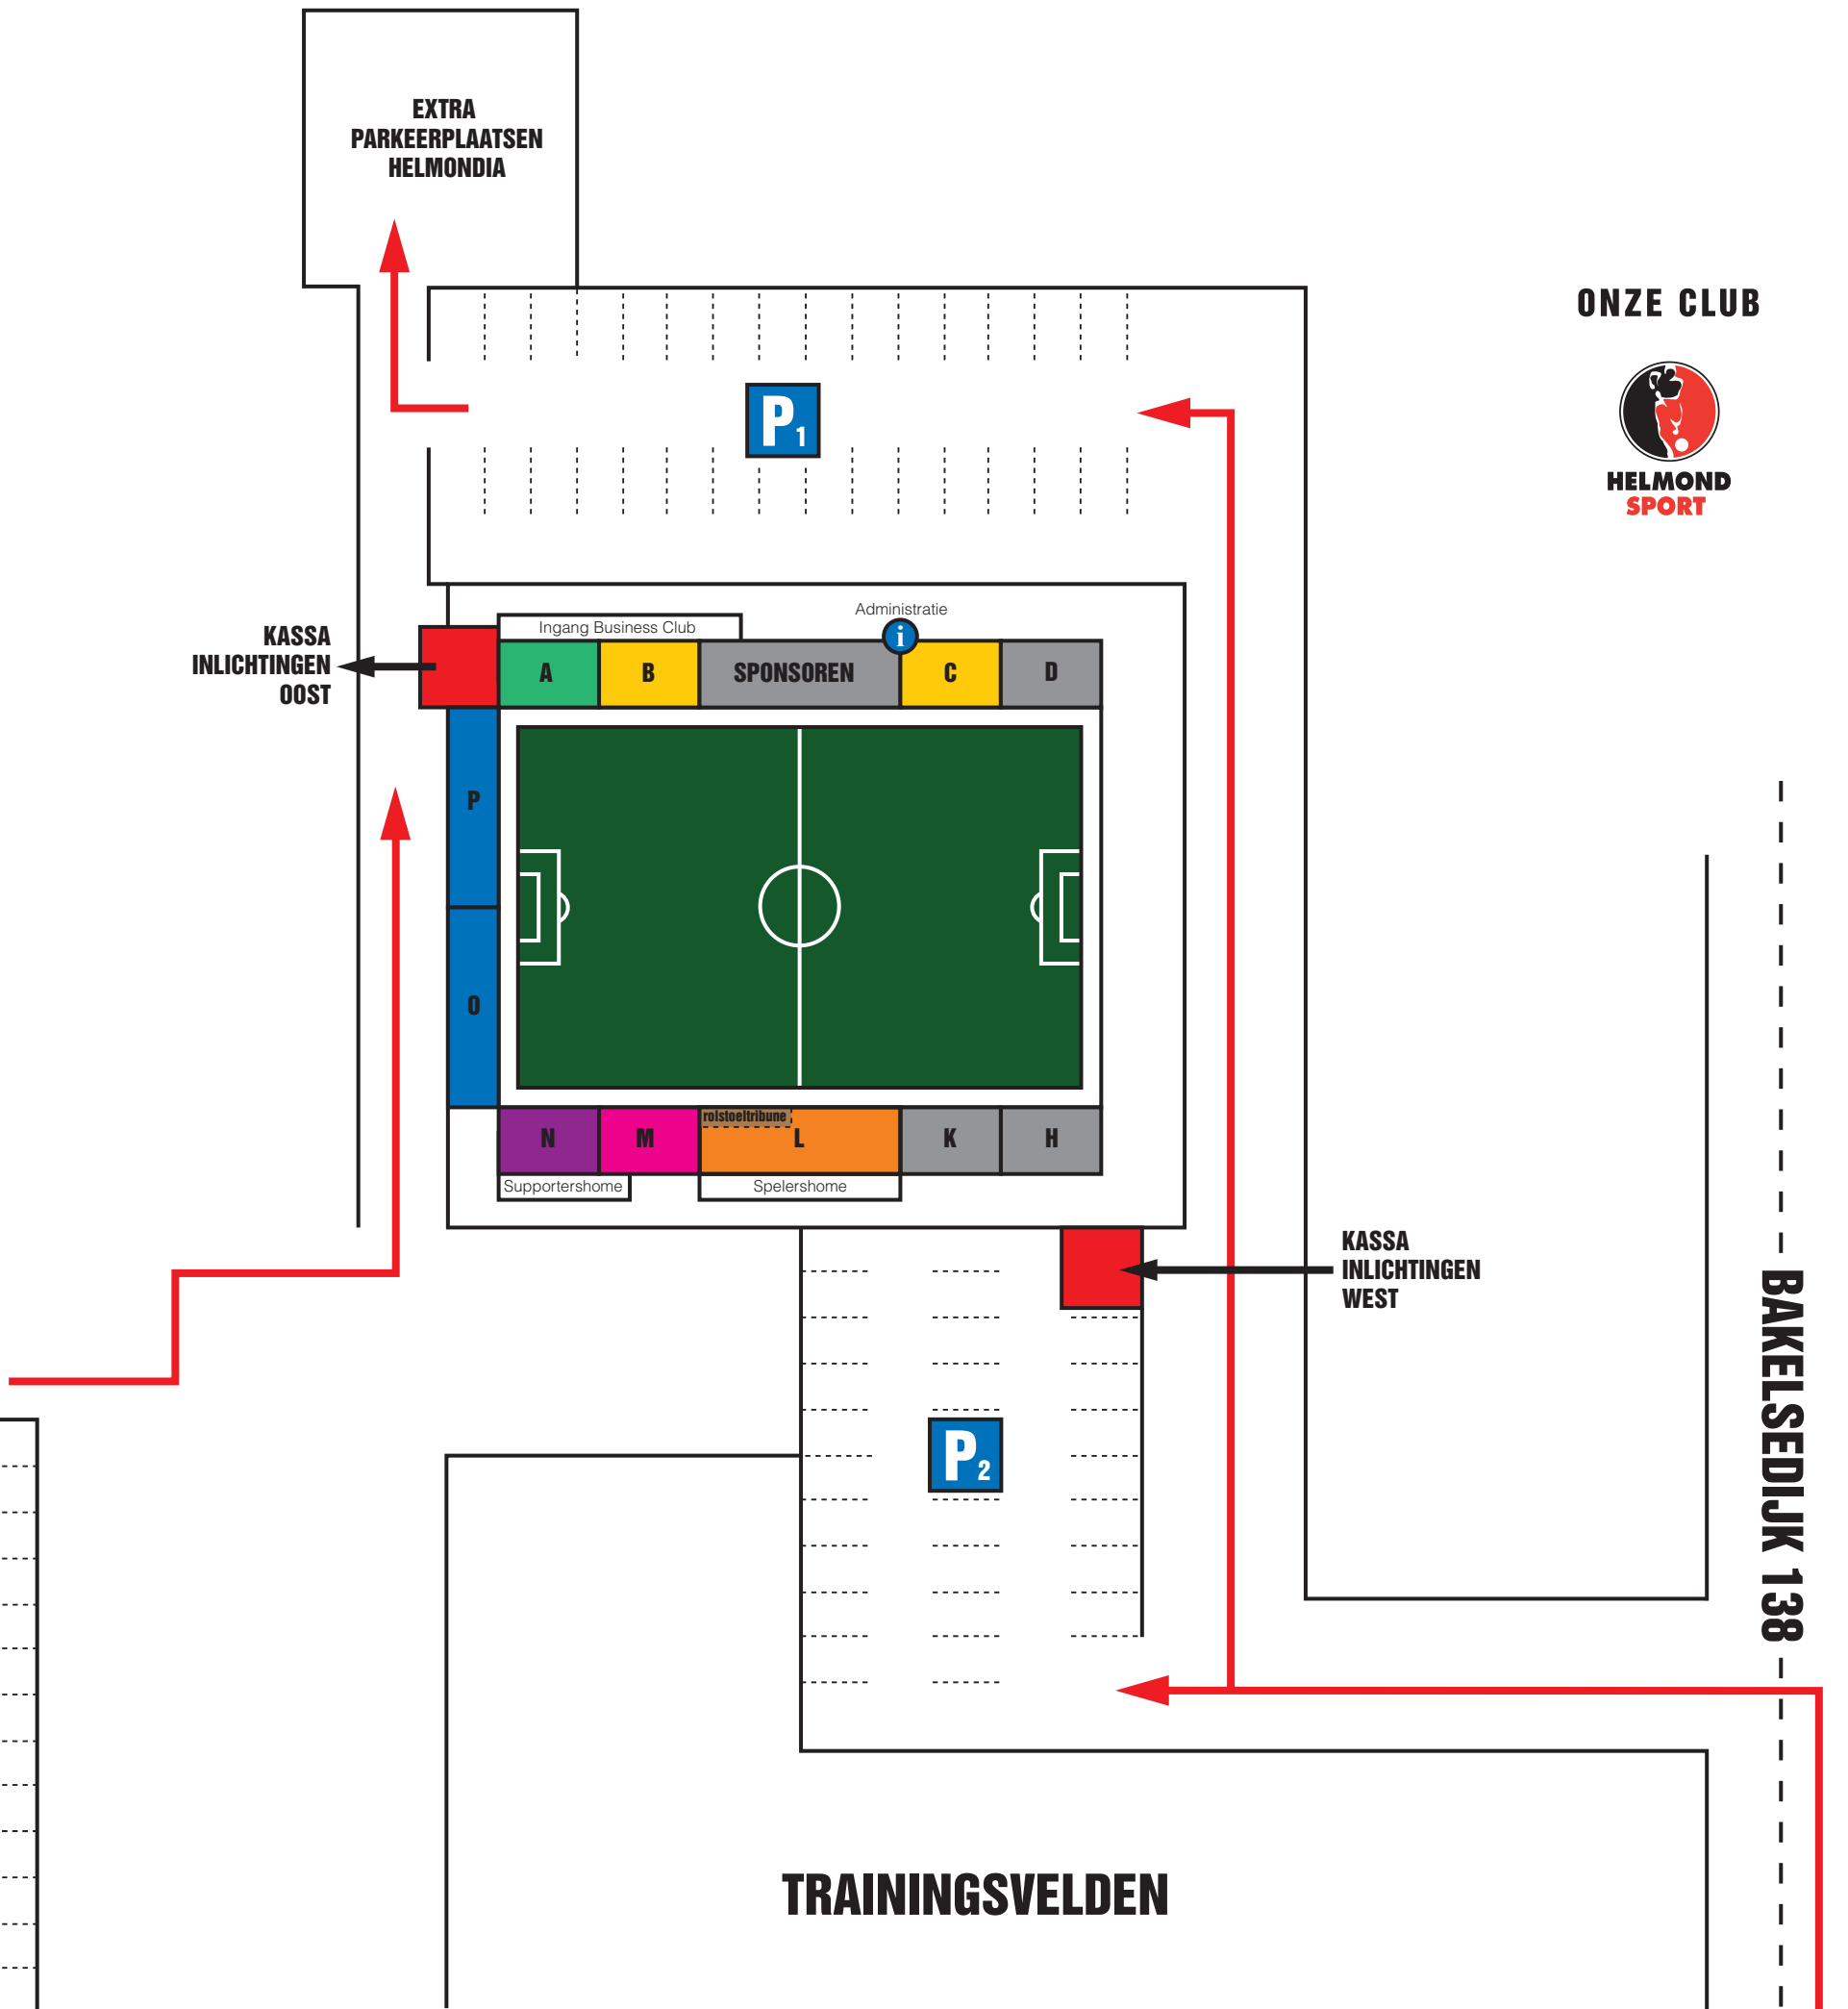 EXTRA
PARKEERPLAATSEN
HELMONDIA
ONZE CLUB
HELMOND
SPORT
P1
KASSA
INLICHTINGEN
OOST
Ingang Business Club
Administratie
i
A
B
SPONSOREN
C
D
P
O
rolstoeltribune
N
M
L
K
H
Supportershome
Spelershome
KASSA
INLICHTINGEN
WEST
P2
BAKELSEDIJK 138
TRAININGSVELDEN